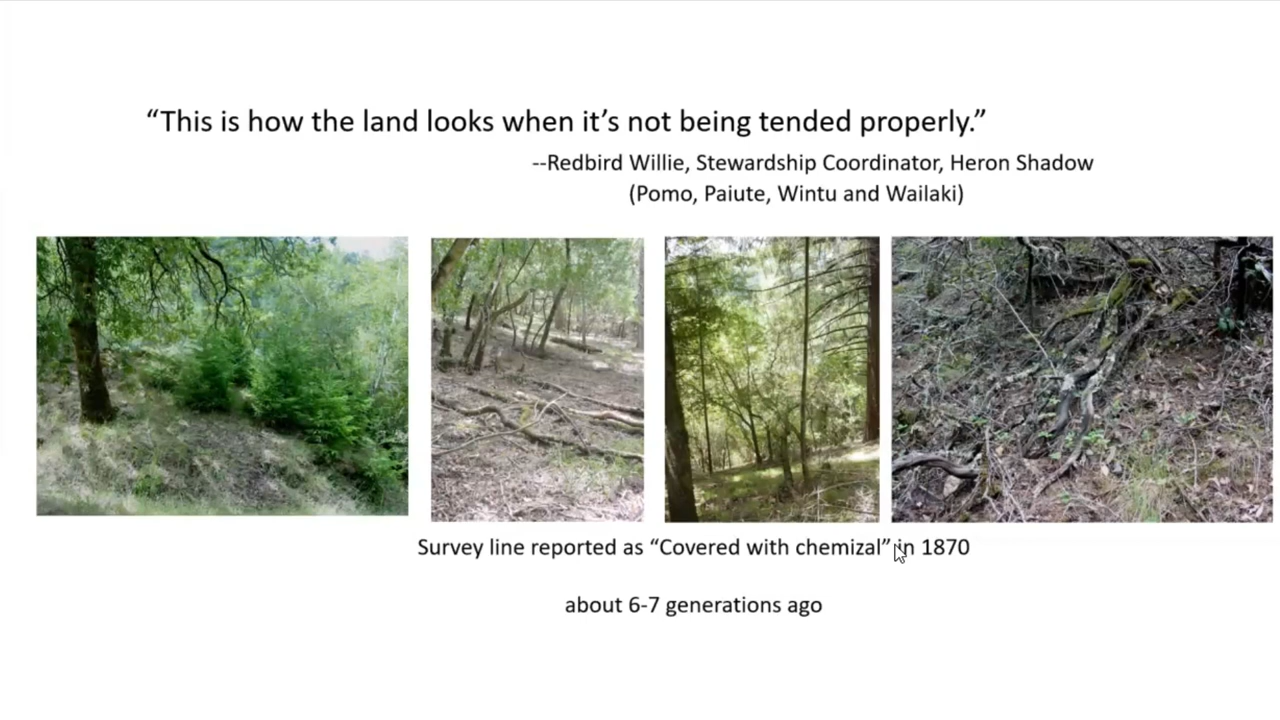 “This is how the land looks when it’s not being tended properly.”
--Redbird Willie, Stewardship Coordinator, Heron Shadow
(Pomo, Paiute, Wintu and Wailaki)
Survey line reported as “Covered with chemizal” in 1870
about 6-7 generations ago